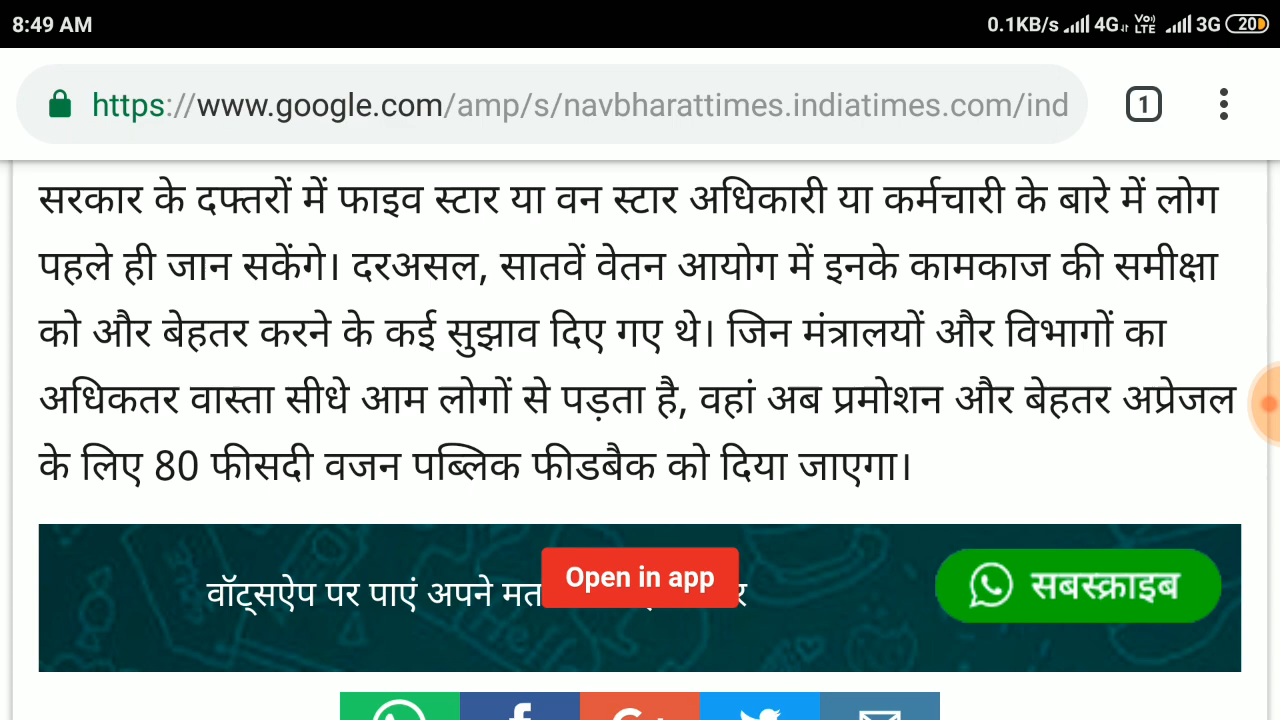 8:49 AM
0.1KB/s 4G VoLTE 3G 20
https://www.google.com/amp/s/navbharattimes.indiatimes.com/ind
1
सरकार के दफ्तरों में फाइव स्टार या वन स्टार अधिकारी या कर्मचारी के बारे में लोग
पहले ही जान सकेंगे। दरअसल, सातवें वेतन आयोग में इनके कामकाज की समीक्षा
को और बेहतर करने के कई सुझाव दिए गए थे। जिन मंत्रालयों और विभागों का
अधिकतर वास्ता सीधे आम लोगों से पड़ता है, वहां अब प्रमोशन और बेहतर अप्रेजल
के लिए 80 फीसदी वजन पब्लिक फीडबैक को दिया जाएगा।
वॉट्सऐप पर पाएं अपने
Open in app
सबस्क्राइब